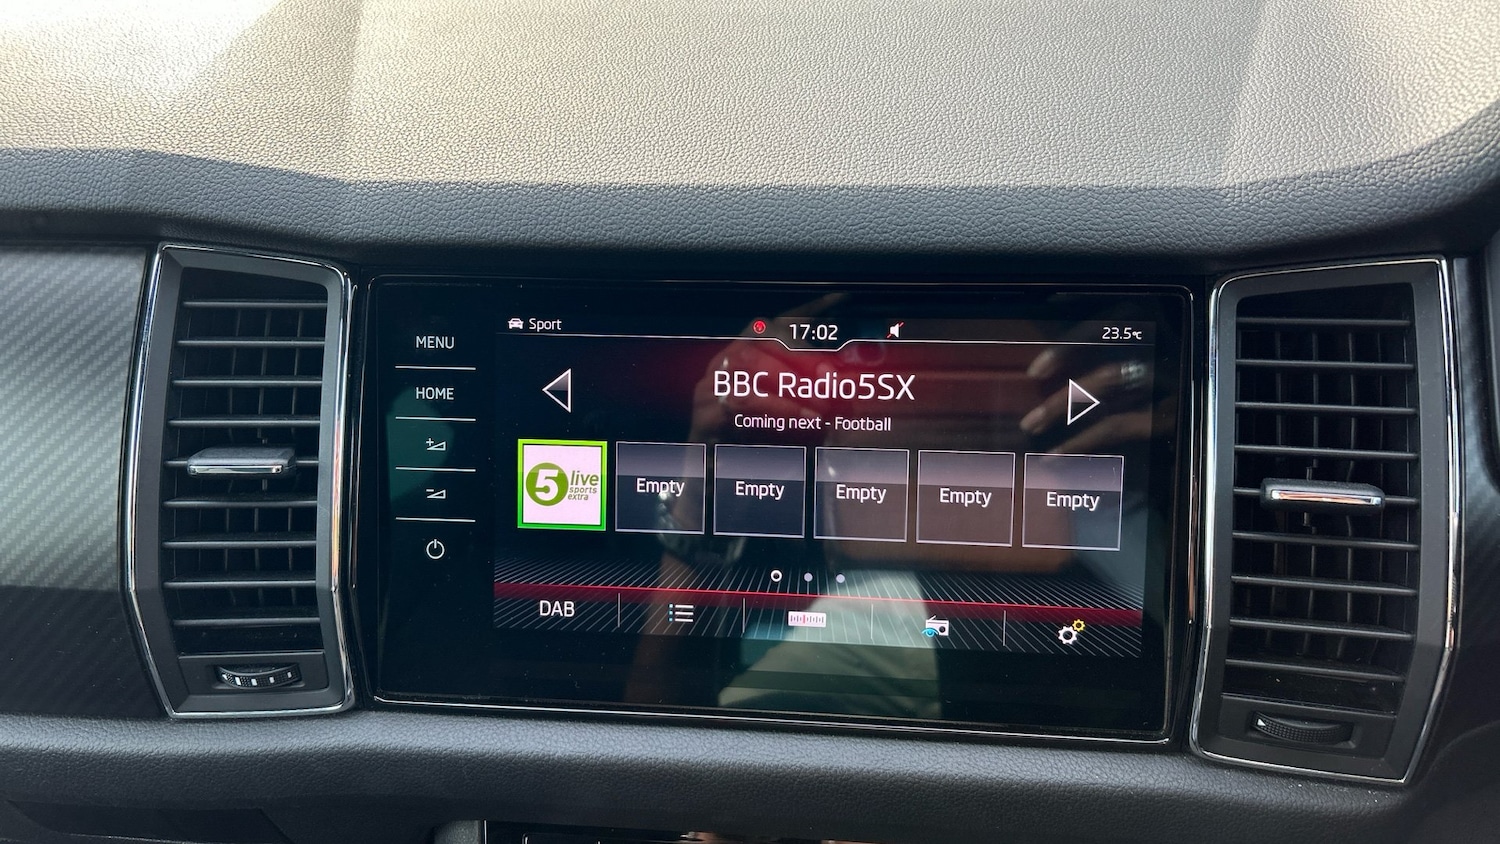 Sport
17:02
23.5°C
MENU
HOME
BBC Radio5SX
Coming next - Football
5 live
sports
extra
Empty
Empty
Empty
Empty
Empty
DAB